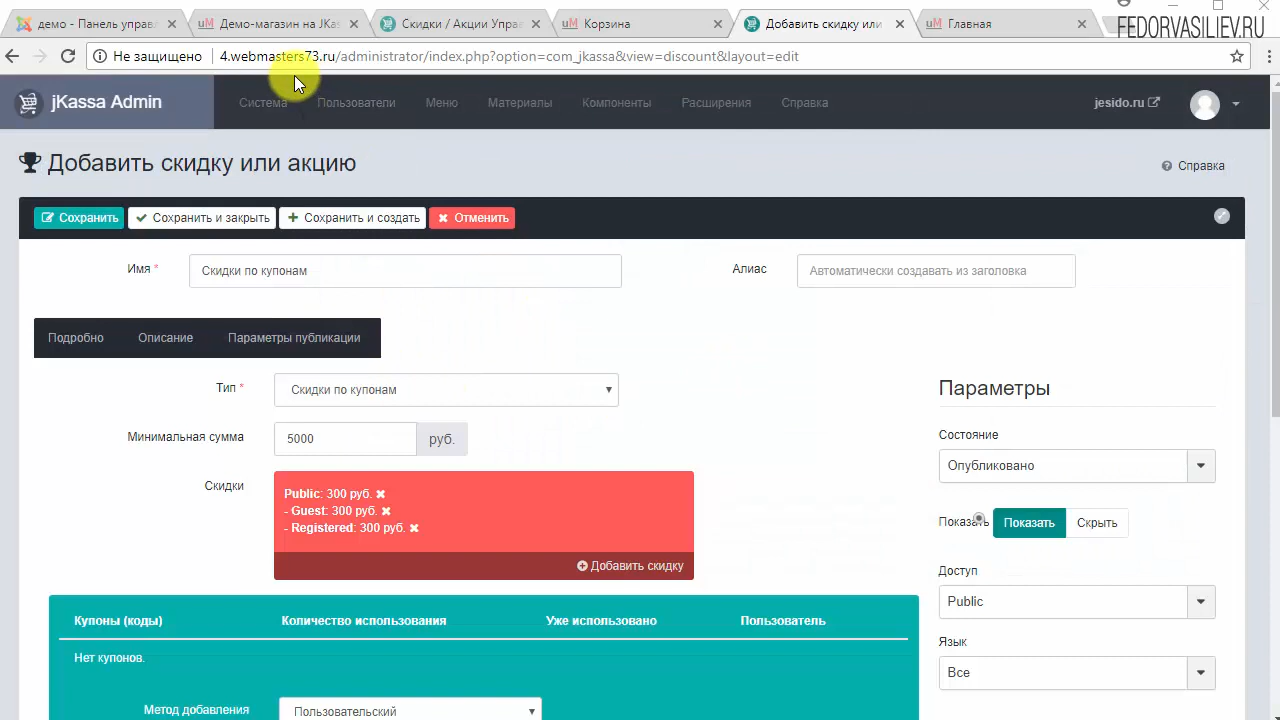 демо - Панель управ
Демо-магазин на JKas
Скидки / Акции Управ
Корзина
Добавить скидку или
Главная
FEDORVASILIEV.RU
Не защищено
4.webmasters73.ru/administrator/index.php?option=com_jkassa&view=discount&layout=edit
jKassa Admin
Система
Пользователи
Меню
Материалы
Компоненты
Расширения
Справка
jesido.ru
Добавить скидку или акцию
Справка
Сохранить
Сохранить и закрыть
Сохранить и создать
Отменить
Имя *
Скидки по купонам
Алиас
Автоматически создавать из заголовка
Подробно
Описание
Параметры публикации
Тип *
Скидки по купонам
Минимальная сумма
5000
руб.
Скидки
Public: 300 руб.
- Guest: 300 руб.
- Registered: 300 руб.
Добавить скидку
Параметры
Состояние
Опубликовано
Показать
Показать
Скрыть
Доступ
Public
Язык
Все
Купоны (коды)
Количество использования
Уже использовано
Пользователь
Нет купонов.
Метод добавления
Пользовательский